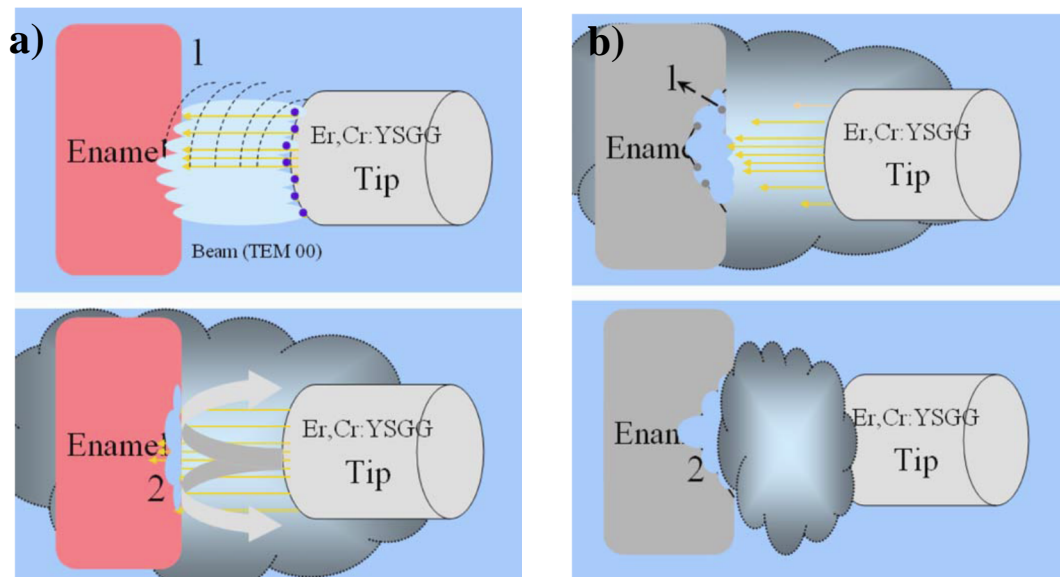 a)
1
Er,Cr:YSGG
Enamel
Tip
Beam (TEM 00)
Er,Cr:YSGG
Enamel
Tip
2
b)
1
Er,Cr:YSGG
Ename
Tip
Er,Cr:YSGG
Enam
Tip
2